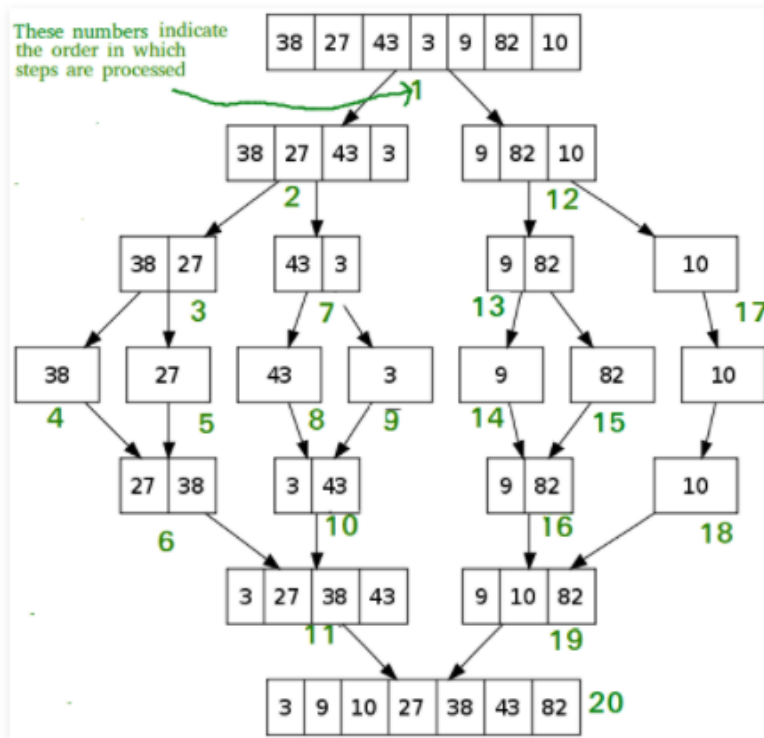 These numbers indicate
the order in which
steps are processed
38 27 43 3 9 82 10
1
38 27 43 3 9 82 10
2 12
38 27 43 3 9 82 10
3 7 13 17
38 27 43 3 9 82 10
4 5 8 9 14 15
27 38 3 43 9 82 10
6 10 16 18
3 27 38 43 9 10 82
11 19
3 9 10 27 38 43 82 20